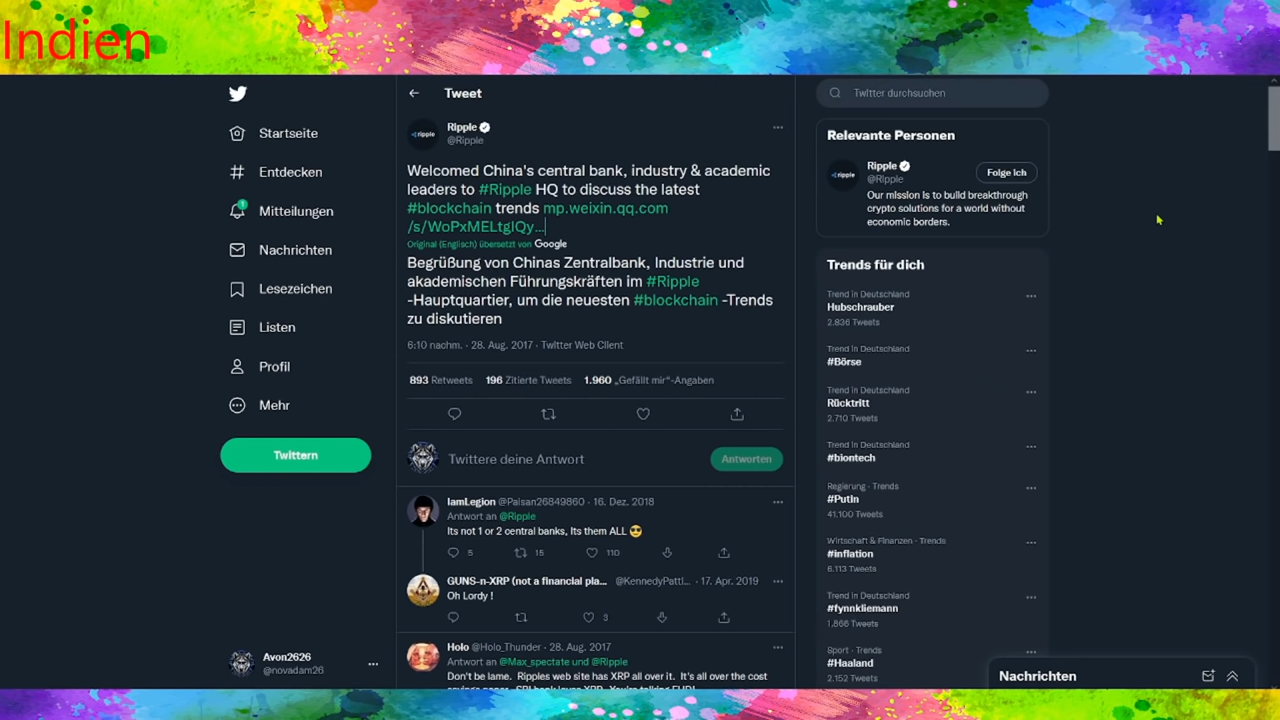 Indien
Startseite
Entdecken
1
Mitteilungen
Nachrichten
Lesezeichen
Listen
Profil
Mehr
Twittern
Avon2626
@novadam26
Tweet
Ripple
@Ripple
Welcomed China's central bank, industry & academic
leaders to #Ripple HQ to discuss the latest
#blockchain trends mp.weixin.qq.com
/s/WoPxMELtgIQy...
Original (Englisch) übersetzt von Google
Begrüßung von Chinas Zentralbank, Industrie und
akademischen Führungskräften im #Ripple
-Hauptquartier, um die neuesten #blockchain -Trends
zu diskutieren
6:10 nachm. · 28. Aug. 2017 · Twitter Web Client
893 Retweets 196 Zitierte Tweets 1.960 „Gefällt mir“-Angaben
Twittere deine Antwort
Antworten
IamLegion @Paisan26849860 · 16. Dez. 2018
Antwort an @Ripple
Its not 1 or 2 central banks, Its them ALL 😎
5 15 110
GUNS-n-XRP (not a financial pla... @KennedyPattl... · 17. Apr. 2019
Oh Lordy !
3
Holo @Holo_Thunder · 28. Aug. 2017
Antwort an @Max_spectate und @Ripple
Don't be lame. Ripples web site has XRP all over it. It's all over the cost
Twitter durchsuchen
Relevante Personen
Ripple
@Ripple
Folge ich
Our mission is to build breakthrough
crypto solutions for a world without
economic borders.
Trends für dich
Trend in Deutschland
Hubschrauber
2.836 Tweets
Trend in Deutschland
#Börse
Trend in Deutschland
Rücktritt
2.710 Tweets
Trend in Deutschland
#biontech
Regierung · Trends
#Putin
41.100 Tweets
Wirtschaft & Finanzen · Trends
#inflation
6.113 Tweets
Trend in Deutschland
#fynnkliemann
1.866 Tweets
Sport · Trends
#Haaland
2.152 Tweets
Nachrichten